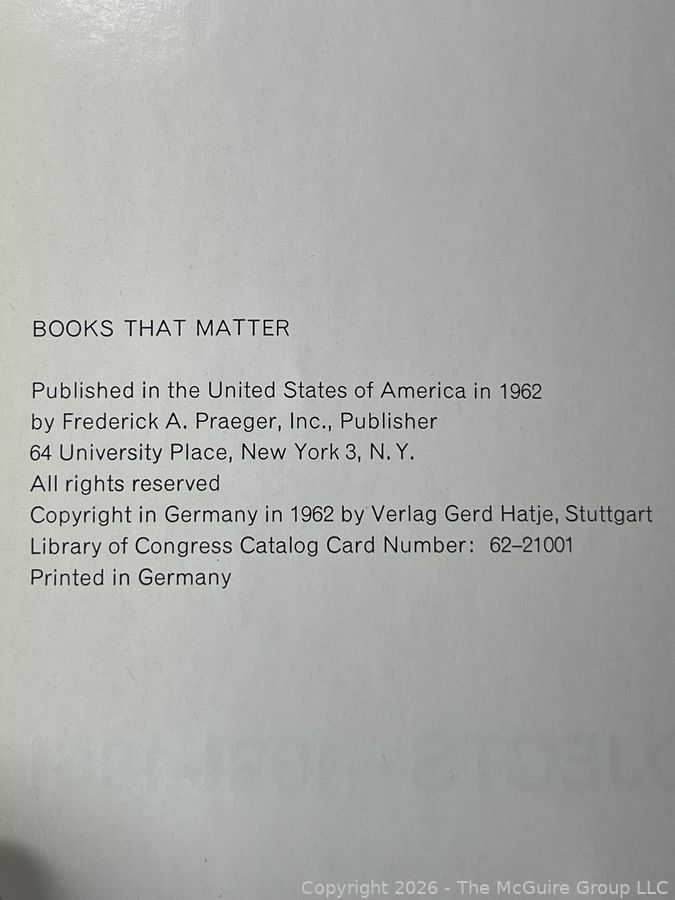 BOOKS THAT MATTER
Published in the United States of America in 1962
by Frederick A. Praeger, Inc., Publisher
64 University Place, New York 3, N. Y.
All rights reserved
Copyright in Germany in 1962 by Verlag Gerd Hatje, Stuttgart
Library of Congress Catalog Card Number: 62–21001
Printed in Germany
Copyright 2026 - The McGuire Group LLC